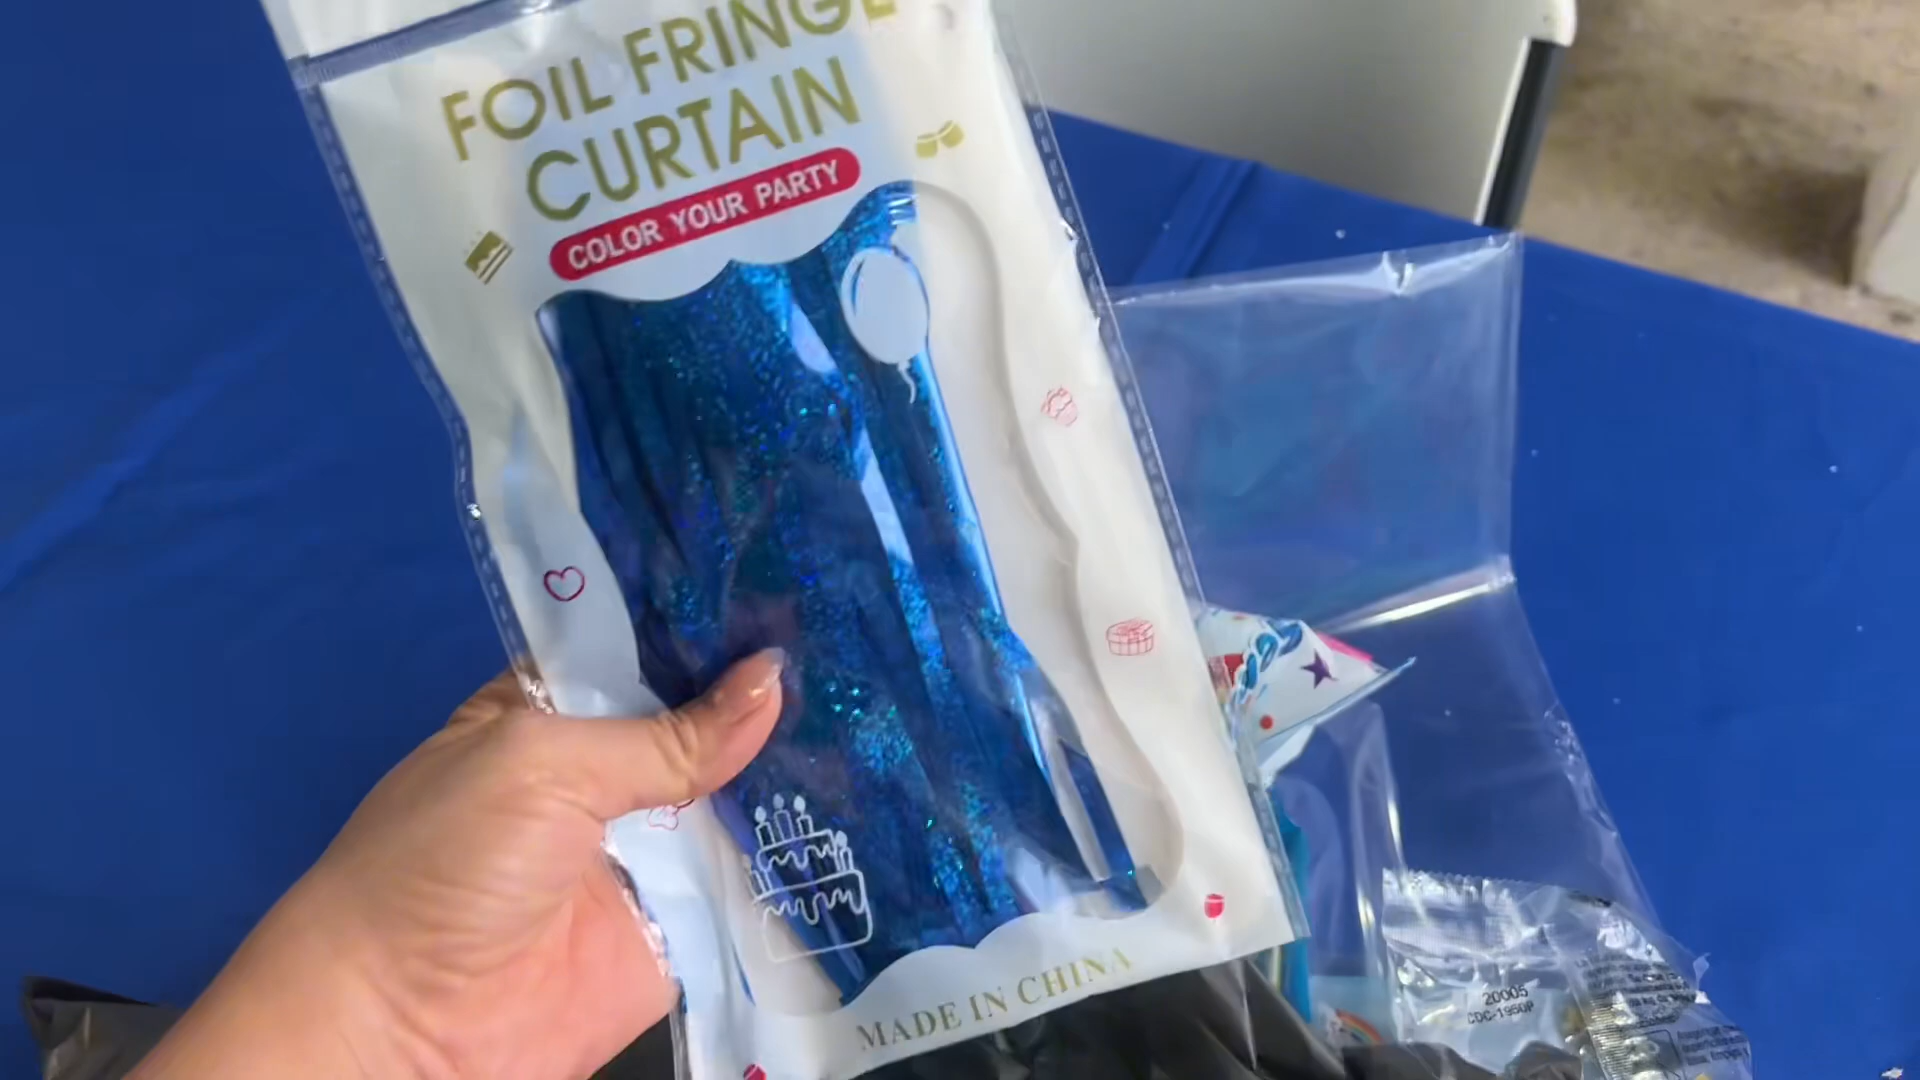 FOIL FRINGE
CURTAIN
COLOR YOUR PARTY
MADE IN CHINA
20005
CDC-1950P